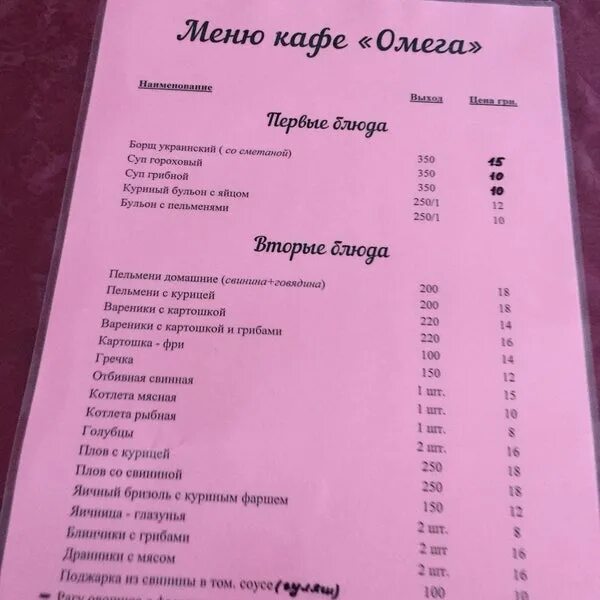 Меню кафе «Омега»
Наименование Выход Цена грн.
Первые блюда
Борщ украинский ( со сметаной) 350 15
Суп гороховый 350 10
Суп грибной 350 10
Куриный бульон с яйцом 250/1 12
Бульон с пельменями 250/1 10
Вторые блюда
Пельмени домашние (свинина+говядина) 200 18
Пельмени с курицей 200 18
Вареники с картошкой 220 14
Вареники с картошкой и грибами 220 16
Картошка - фри 100 14
Гречка 150 12
Отбивная свинная 1 шт. 15
Котлета мясная 1 шт. 10
Котлета рыбная 1 шт. 8
Голубцы 2 шт. 16
Плов с курицей 250 18
Плов со свининой 250 18
Яичный бризоль с куриным фаршем 150 12
Яичница - глазунья 2 шт. 8
Блинчики с грибами 2 шт 16
Дранники с мясом 2 шт. 16
Поджарка из свинины в том. соусе (гуляш) 100 10